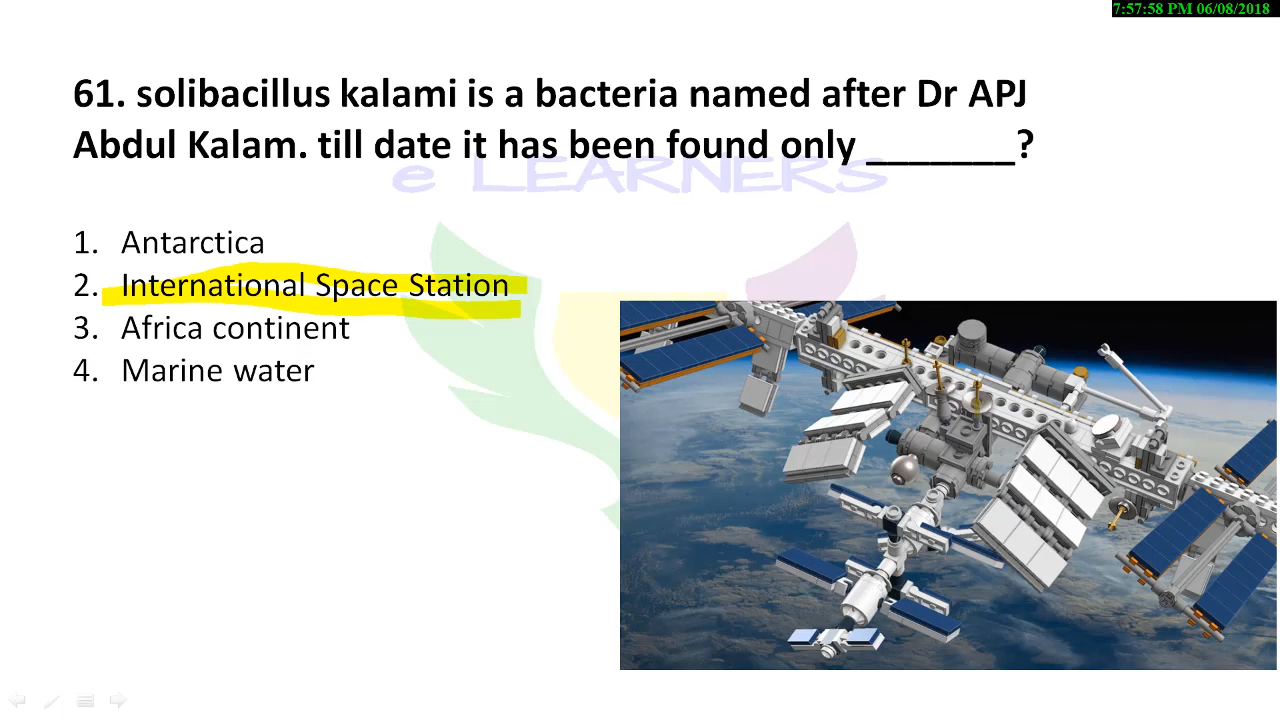 7:57:58 PM 06/08/2018
61. solibacillus kalami is a bacteria named after Dr APJ
Abdul Kalam. till date it has been found only _______?
e LEARNERS
1. Antarctica
2. International Space Station
3. Africa continent
4. Marine water